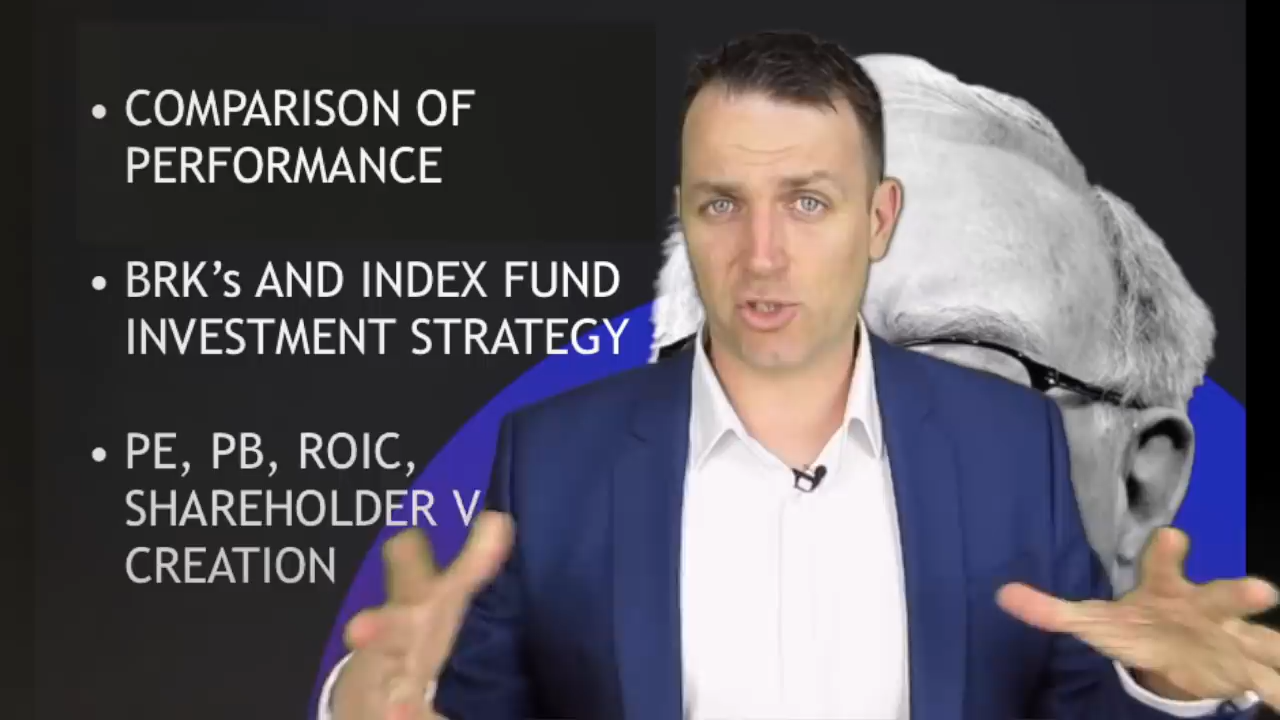 • COMPARISON OF
PERFORMANCE
• BRK’s AND INDEX FUND
INVESTMENT STRATEGY
• PE, PB, ROIC,
SHAREHOLDER V
CREATION